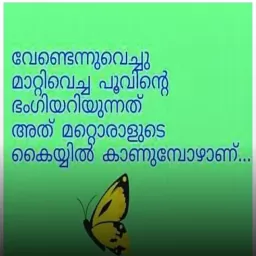 വേണ്ടെന്നുവെച്ചു
മാറ്റിവെച്ച പൂവിന്റെ
ഭംഗിയറിയുന്നത്
അത് മറ്റൊരാളുടെ
കൈയ്യിൽ കാണുമ്പോഴാണ്...